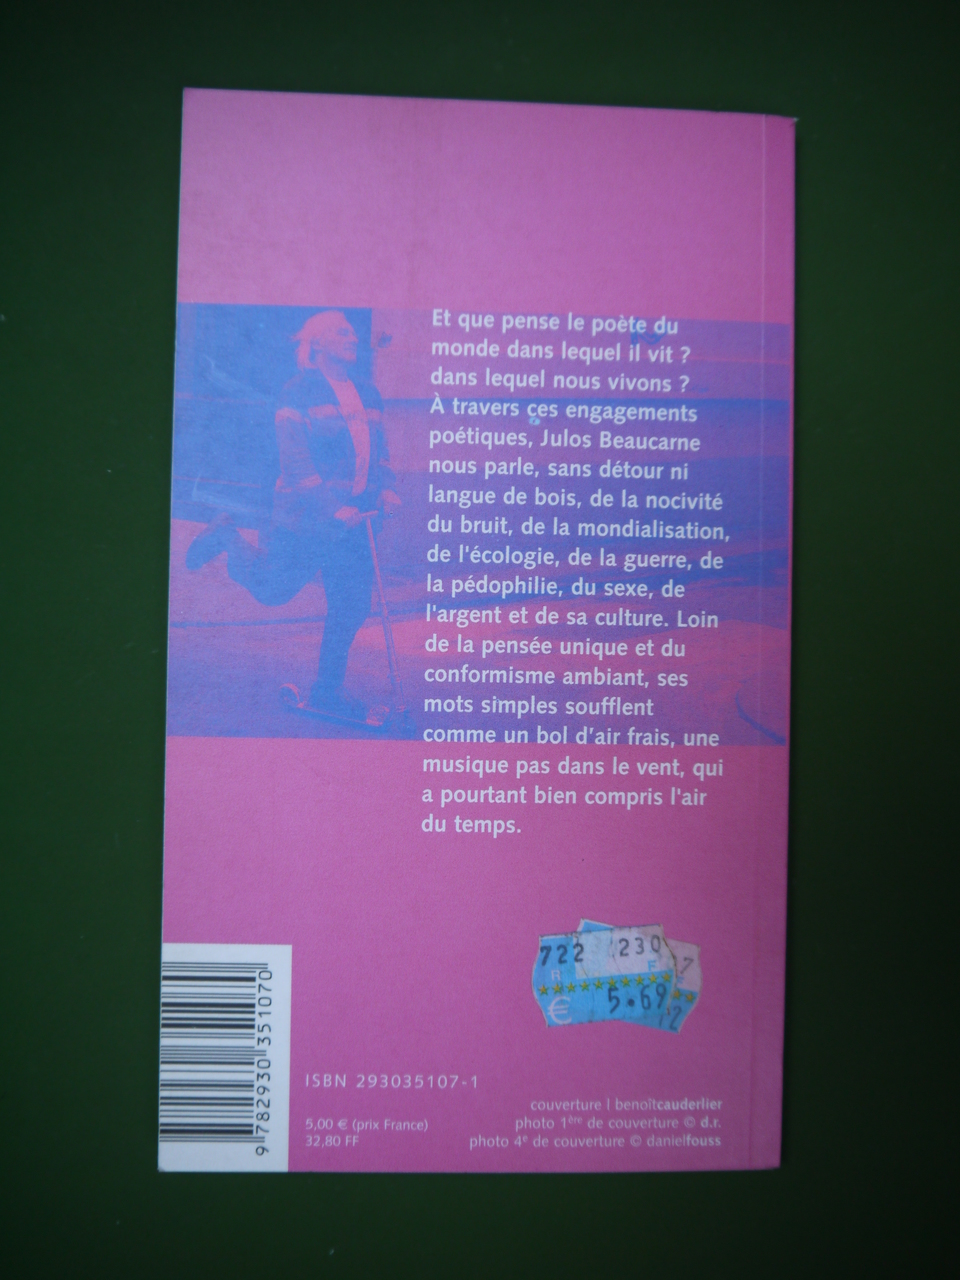 Et que pense le poète du
monde dans lequel il vit ?
dans lequel nous vivons ?
À travers ces engagements
poétiques, Julos Beaucarne
nous parle, sans détour ni
langue de bois, de la nocivité
du bruit, de la mondialisation,
de l'écologie, de la guerre, de
la pédophilie, du sexe, de
l'argent et de sa culture. Loin
de la pensée unique et du
conformisme ambiant, ses
mots simples soufflent
comme un bol d'air frais, une
musique pas dans le vent, qui
a pourtant bien compris l'air
du temps.
722 230 7
F
5.69
€ 12
9 782930 351070
ISBN 293035107-1
5,00 € (prix France)
32,80 FF
couverture | benoîtcauderlier
photo 1ère de couverture © d.r.
photo 4e de couverture © danielfouss